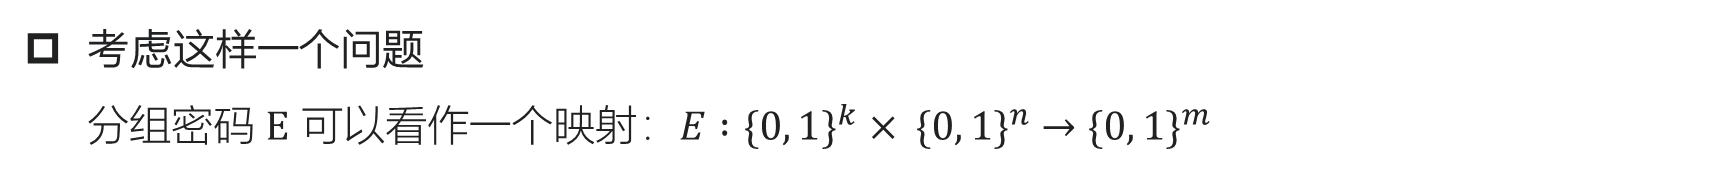 考虑这样一个问题
分组密码 E 可以看作一个映射：E : {0, 1}^k × {0, 1}^n → {0, 1}^m